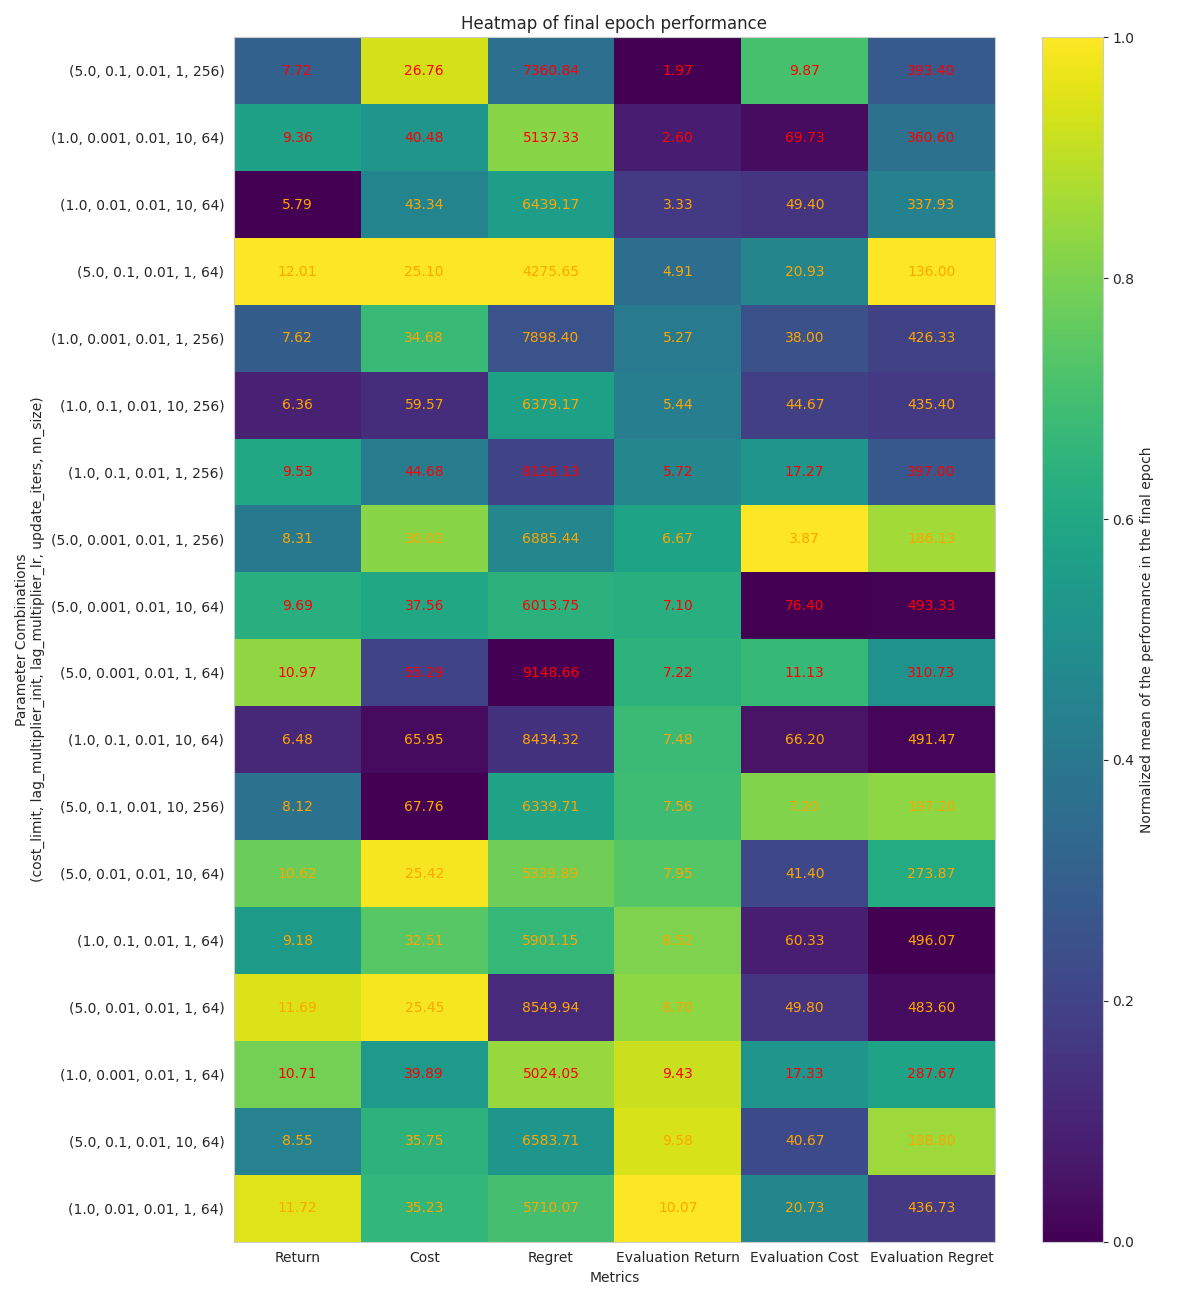 Heatmap of final epoch performance
(5.0, 0.1, 0.01, 1, 256) 7.72 26.76 7360.84 1.97 9.87 393.40
(1.0, 0.001, 0.01, 10, 64) 9.36 40.48 5137.33 2.60 69.73 360.60
(1.0, 0.01, 0.01, 10, 64) 5.79 43.34 6439.17 3.33 49.40 337.93
(5.0, 0.1, 0.01, 1, 64) 12.01 25.10 4275.65 4.91 20.93 136.00
(1.0, 0.001, 0.01, 1, 256) 7.62 34.68 7898.40 5.27 38.00 426.33
(1.0, 0.1, 0.01, 10, 256) 6.36 59.57 6379.17 5.44 44.67 435.40
(1.0, 0.1, 0.01, 1, 256) 9.53 44.68 5.72 17.27 397.00
(5.0, 0.001, 0.01, 1, 256) 8.31 6885.44 6.67 3.87 186.13
(5.0, 0.001, 0.01, 10, 64) 9.69 37.56 6013.75 7.10 76.40 493.33
(5.0, 0.001, 0.01, 1, 64) 10.97 9148.66 7.22 11.13 310.73
(1.0, 0.1, 0.01, 10, 64) 6.48 65.95 8434.32 7.48 66.20 491.47
(5.0, 0.1, 0.01, 10, 256) 8.12 67.76 6339.71 7.56
(5.0, 0.01, 0.01, 10, 64) 10.62 25.42 5339.89 7.95 41.40 273.87
(1.0, 0.1, 0.01, 1, 64) 9.18 32.51 5901.15 60.33 496.07
(5.0, 0.01, 0.01, 1, 64) 11.69 25.45 8549.94 49.80 483.60
(1.0, 0.001, 0.01, 1, 64) 10.71 39.89 5024.05 9.43 17.33 287.67
(5.0, 0.1, 0.01, 10, 64) 8.55 35.75 6583.71 9.58 40.67
(1.0, 0.01, 0.01, 1, 64) 11.72 35.23 5710.07 10.07 20.73 436.73
Return Cost Regret Evaluation Return Evaluation Cost Evaluation Regret
Metrics
Parameter Combinations
(cost_limit, lag_multiplier_init, lag_multiplier_lr, update_iters, nn_size)
1.0
0.8
0.6
0.4
0.2
0.0
Normalized mean of the performance in the final epoch